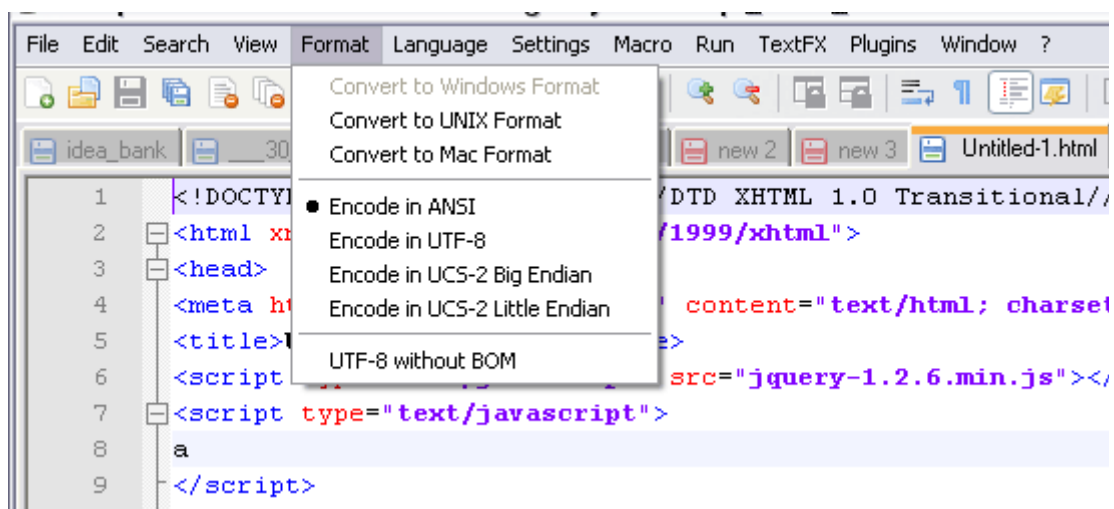 File Edit Search View Format Language Settings Macro Run TextFX Plugins Window ?
Convert to Windows Format
Convert to UNIX Format
Convert to Mac Format
Encode in ANSI
Encode in UTF-8
Encode in UCS-2 Big Endian
Encode in UCS-2 Little Endian
UTF-8 without BOM
idea_bank ___30 new 2 new 3 Untitled-1.html
1 <!DOCTY /DTD XHTML 1.0 Transitional//
2 <html x /1999/xhtml">
3 <head>
4 <meta ht " content="text/html; charset
5 <title> e>
6 <script src="jquery-1.2.6.min.js"></
7 <script type="text/javascript">
8 a
9 </script>